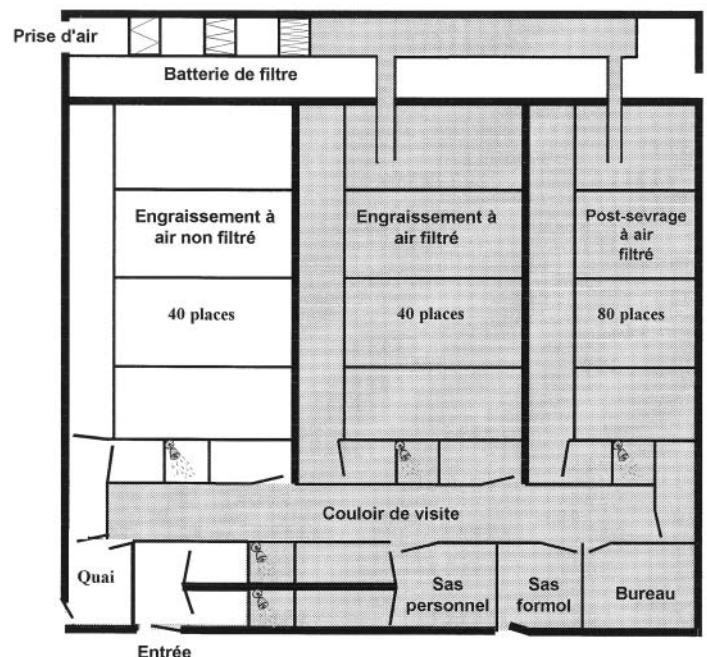 Prise d'air
Batterie de filtre
Engraissement à
air non filtré
Engraissement à
air filtré
Post-sevrage
à air
filtré
40 places
40 places
80 places
Couloir de visite
Quai
Sas
personnel
Sas
formol
Bureau
Entrée